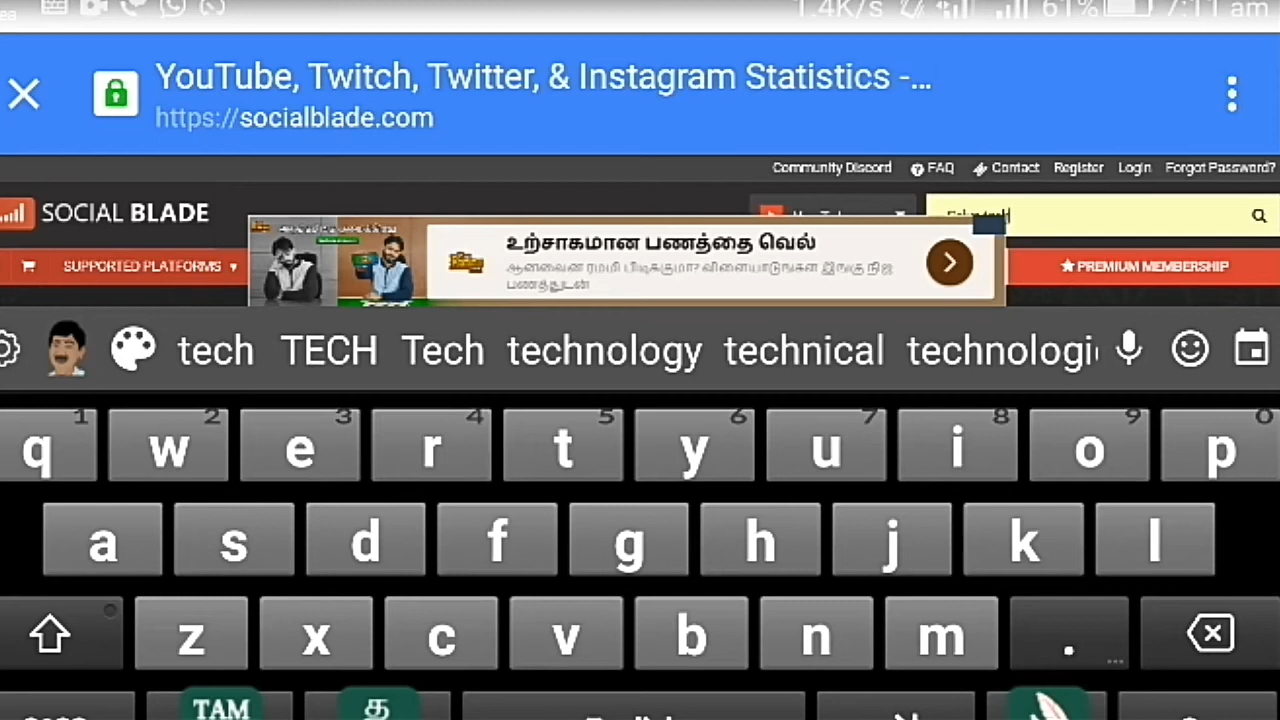 1.4K/s 61% 7:11 am
YouTube, Twitch, Twitter, & Instagram Statistics -...
https://socialblade.com
Community Discord FAQ Contact Register Login Forgot Password?
SOCIAL BLADE
உற்சாகமான பணத்தை வெல்
SUPPORTED PLATFORMS ▾
★PREMIUM MEMBERSHIP
tech TECH Tech technology technical technologi
1 2 3 4 5 6 7 8 9 0
q w e r t y u i o p
a s d f g h j k l
z x c v b n m . ...
TAM த